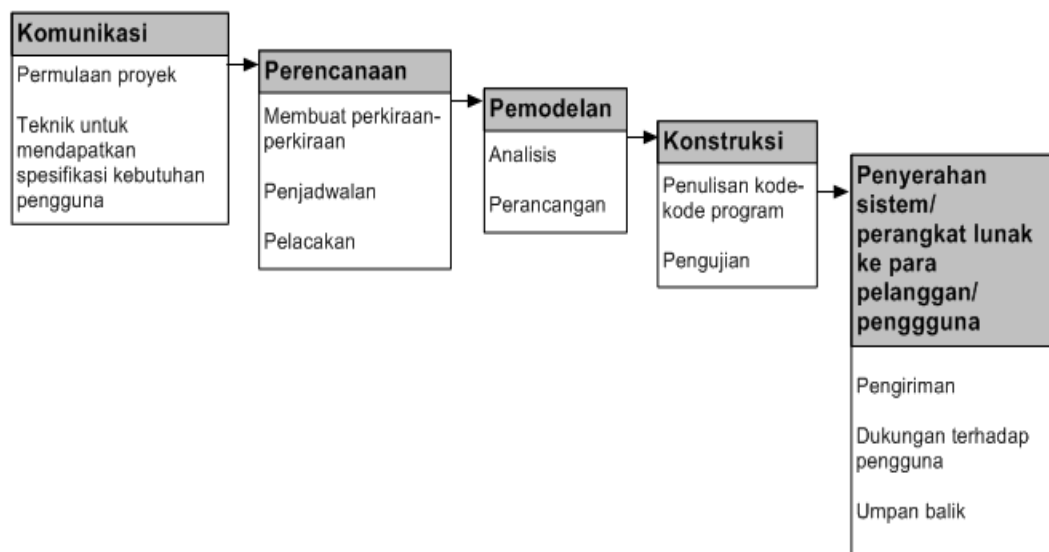 Komunikasi
Permulaan proyek
Teknik untuk
mendapatkan
spesifikasi kebutuhan
pengguna
Perencanaan
Membuat perkiraan-
perkiraan
Penjadwalan
Pelacakan
Pemodelan
Analisis
Perancangan
Konstruksi
Penulisan kode-
kode program
Pengujian
Penyerahan
sistem/
perangkat lunak
ke para
pelanggan/
penggguna
Pengiriman
Dukungan terhadap
pengguna
Umpan balik